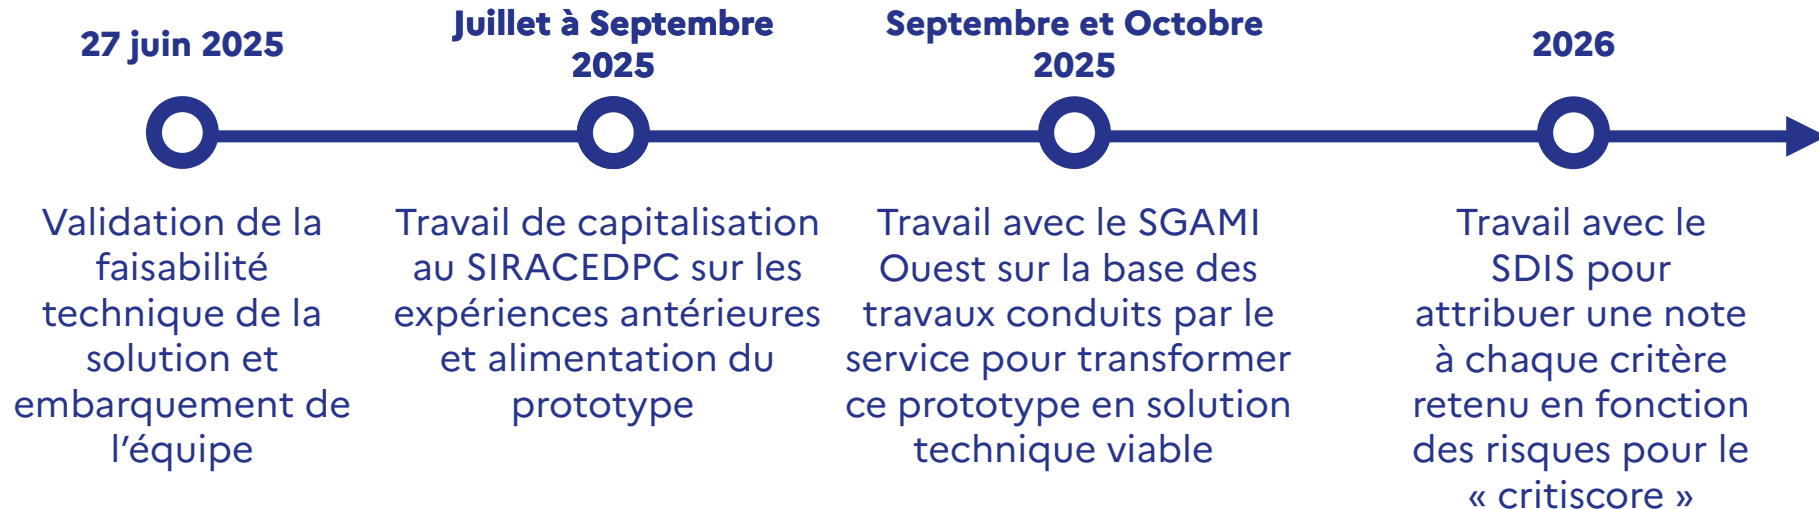 27 juin 2025
Validation de la
faisabilité
technique de la
solution et
embarquement de
l’équipe
Juillet à Septembre
2025
Travail de capitalisation
au SIRACEDPC sur les
expériences antérieures
et alimentation du
prototype
Septembre et Octobre
2025
Travail avec le SGAMI
Ouest sur la base des
travaux conduits par le
service pour transformer
ce prototype en solution
technique viable
2026
Travail avec le
SDIS pour
attribuer une note
à chaque critère
retenu en fonction
des risques pour le
« critiscore »